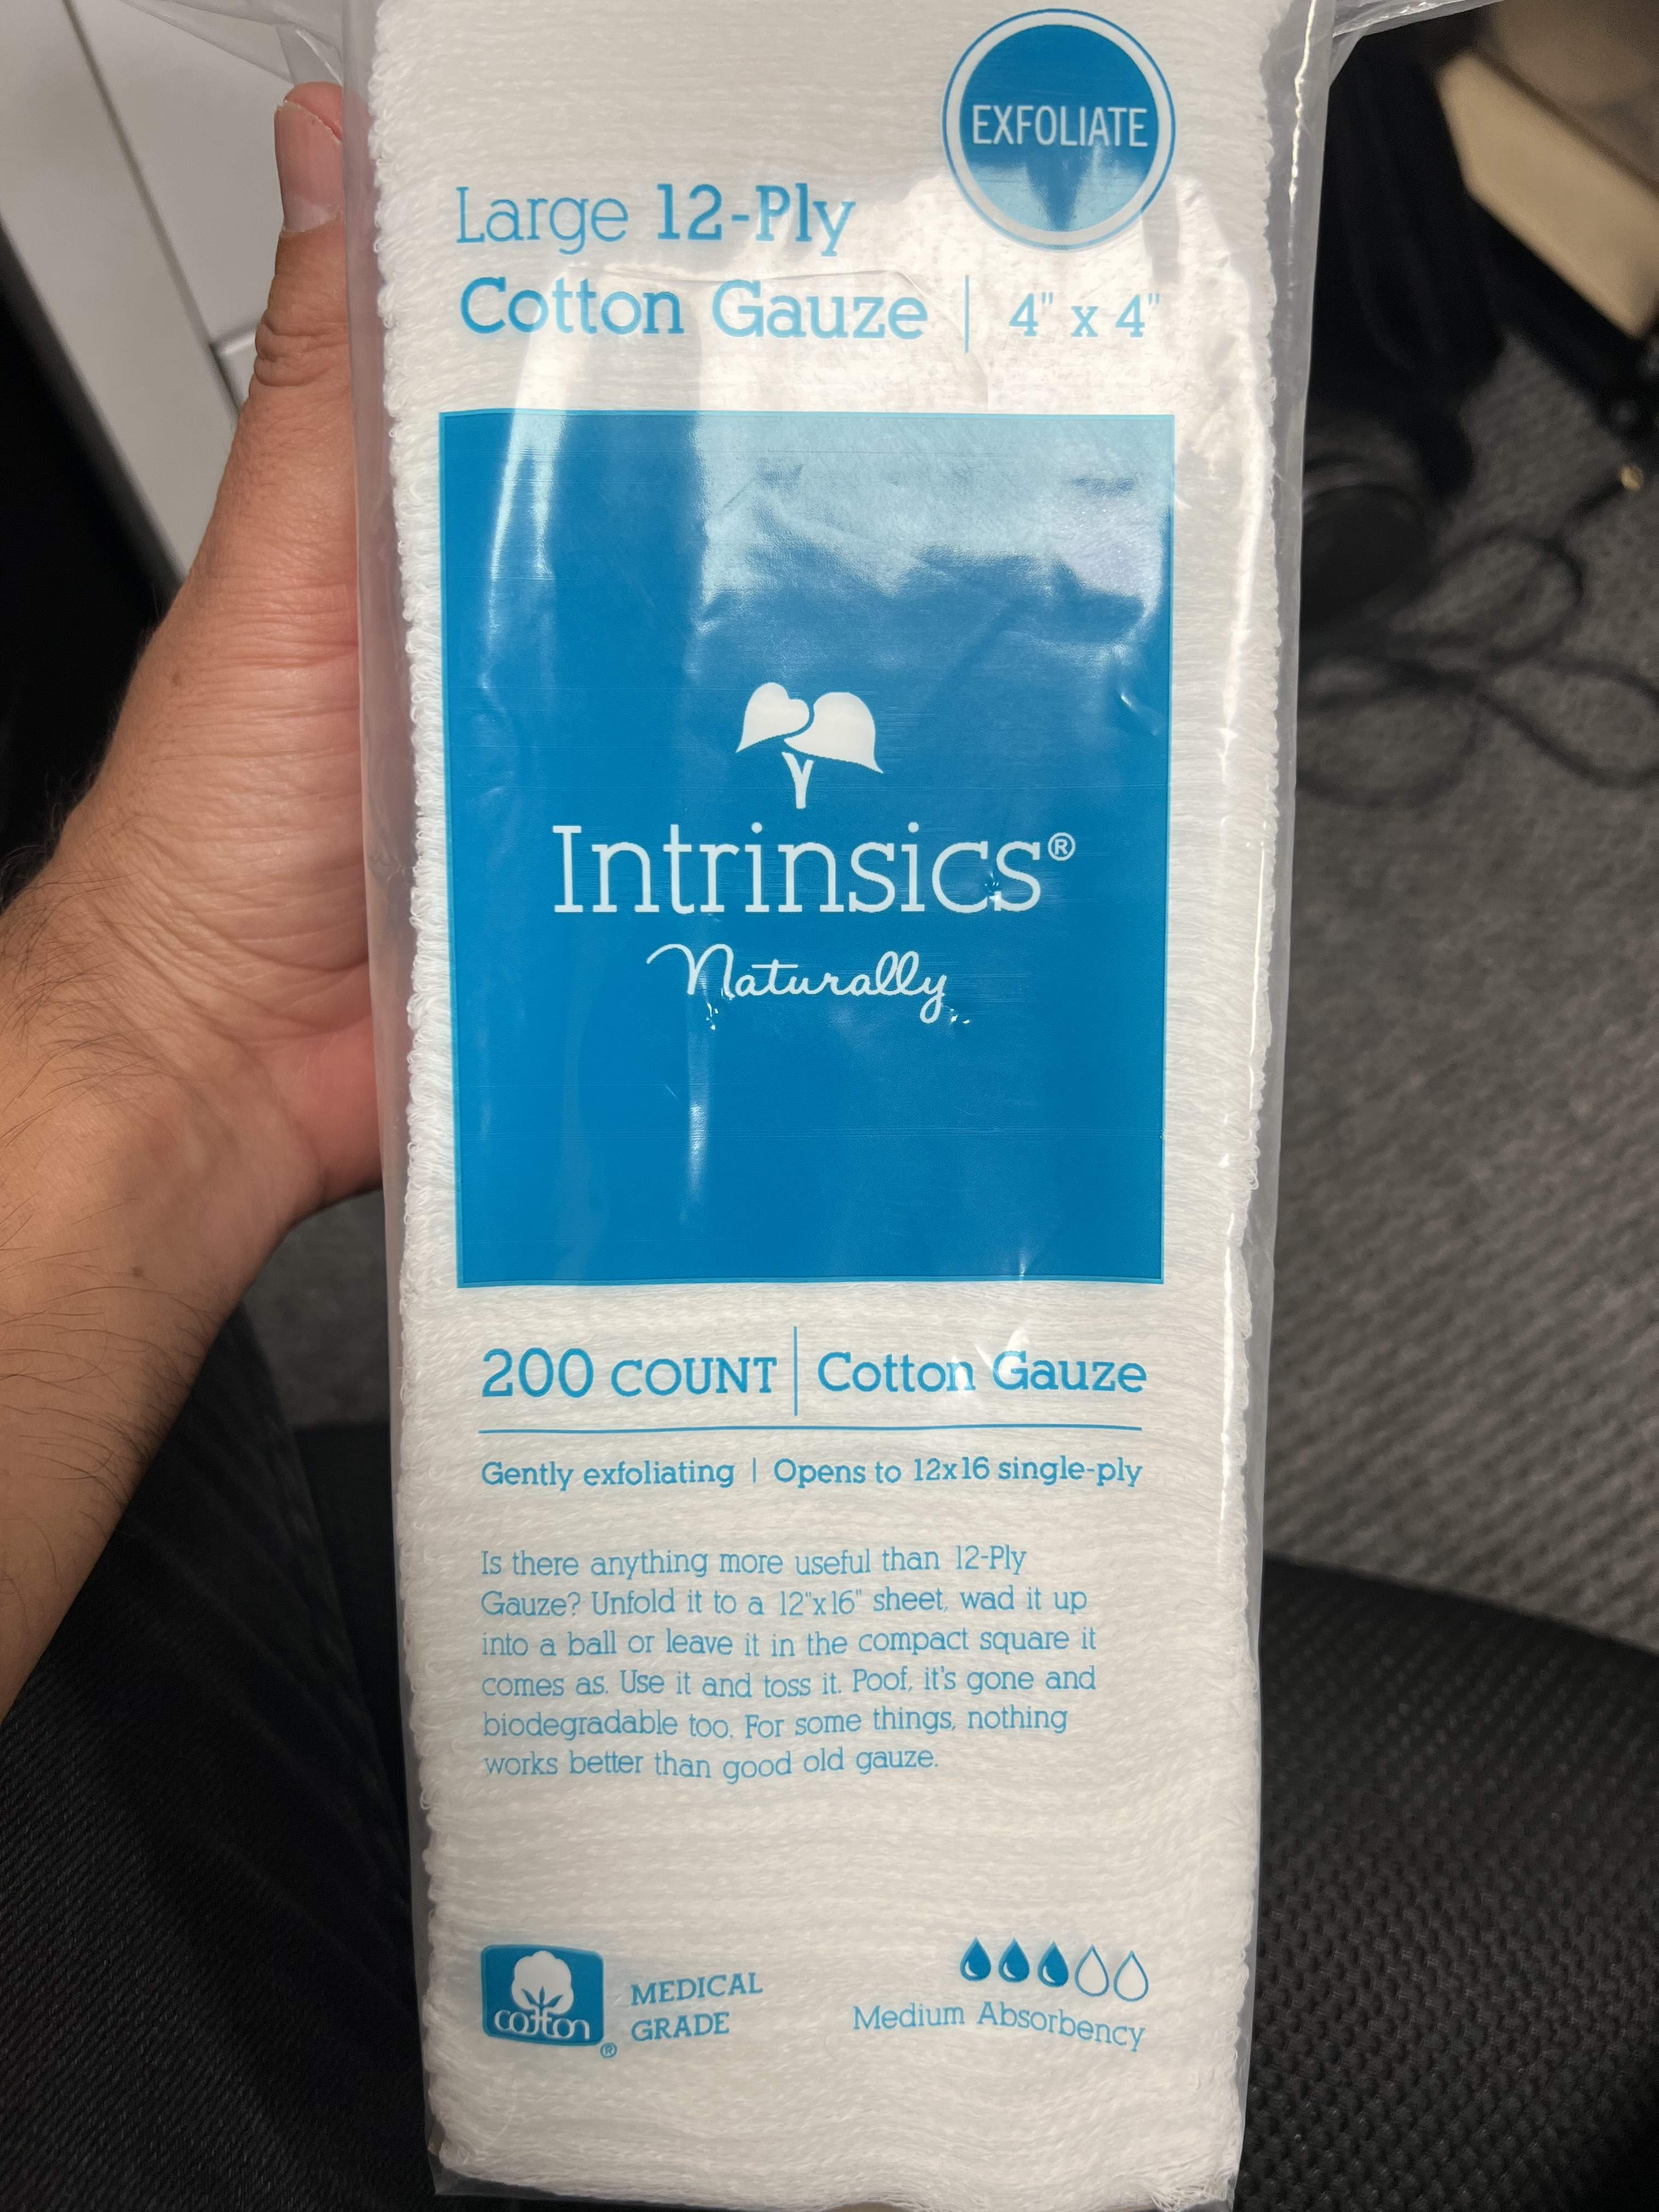 EXFOLIATE
Large 12-Ply
Cotton Gauze | 4" x 4"
Intrinsics®
Naturally
200 COUNT | Cotton Gauze
Gently exfoliating | Opens to 12x16 single-ply
Is there anything more useful than 12-Ply
Gauze? Unfold it to a 12"x16" sheet, wad it up
into a ball or leave it in the compact square it
comes as. Use it and toss it. Poof, it's gone and
biodegradable too. For some things, nothing
works better than good old gauze.
cotton
®
MEDICAL
GRADE
Medium Absorbency